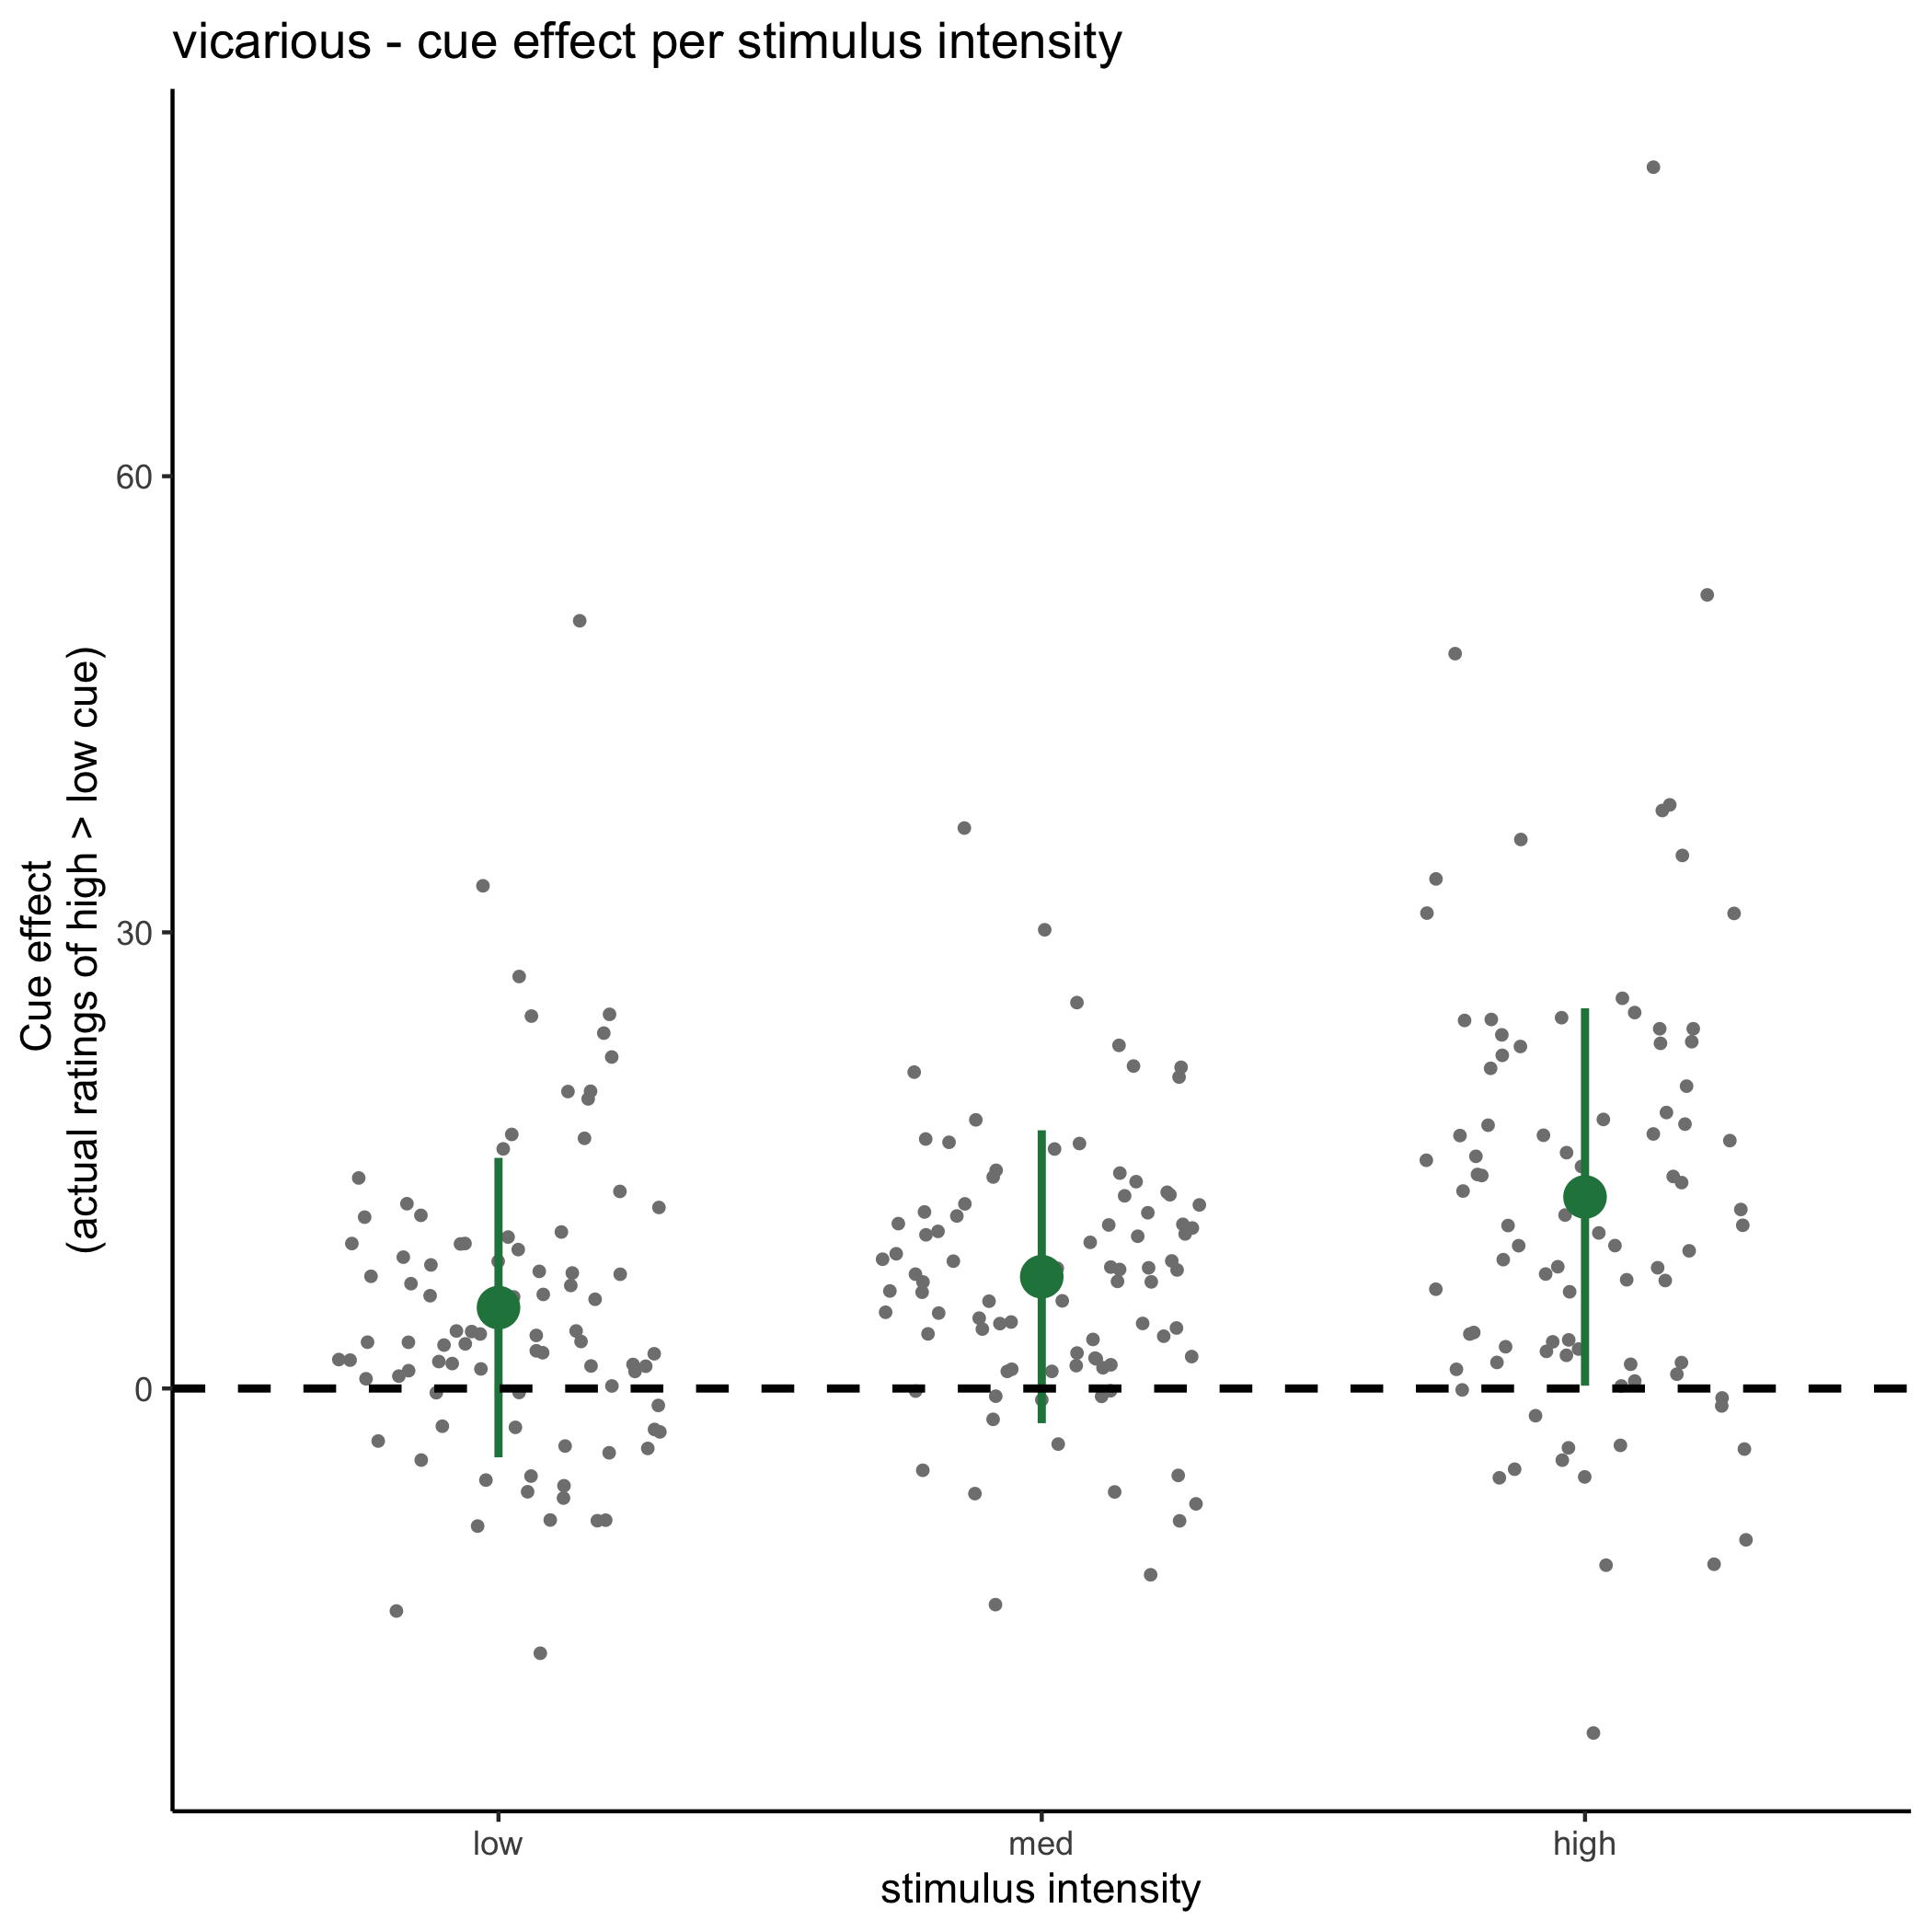 vicarious - cue effect per stimulus intensity
Cue effect
(actual ratings of high > low cue)
60
30
0
low
med
high
stimulus intensity